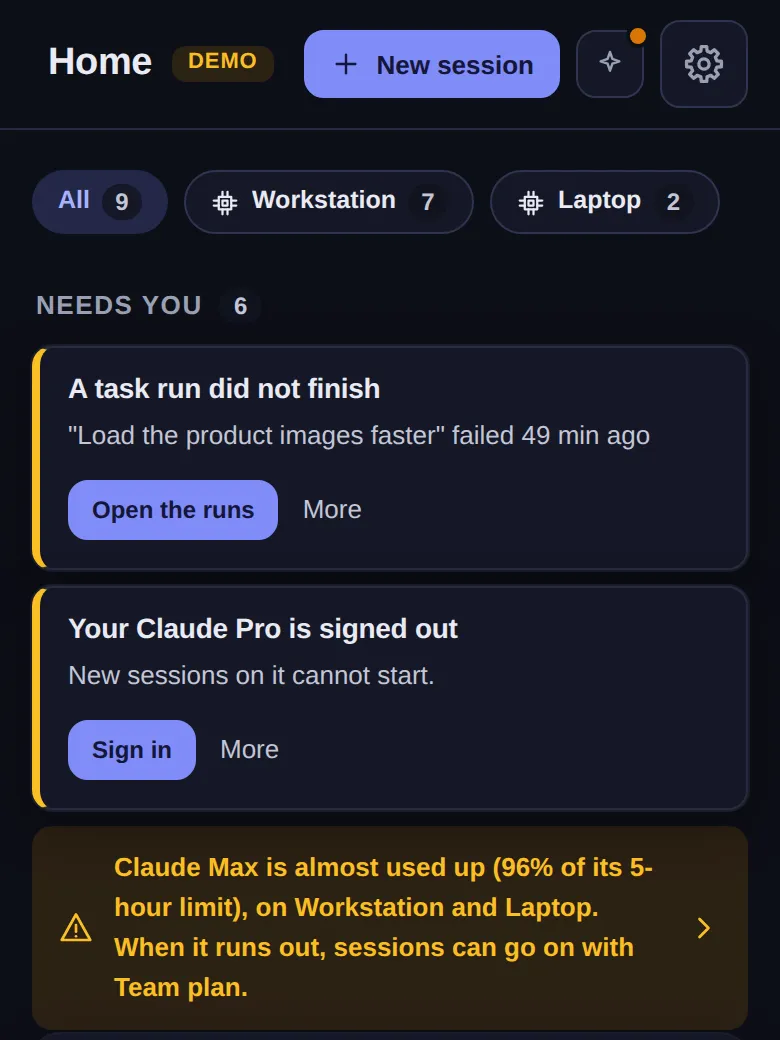 Home
DEMO
New session
All 9
Workstation 7
Laptop 2
NEEDS YOU 6
A task run did not finish
"Load the product images faster" failed 49 min ago
Open the runs
More
Your Claude Pro is signed out
New sessions on it cannot start.
Sign in
More
Claude Max is almost used up (96% of its 5-
hour limit), on Workstation and Laptop.
When it runs out, sessions can go on with
Team plan.